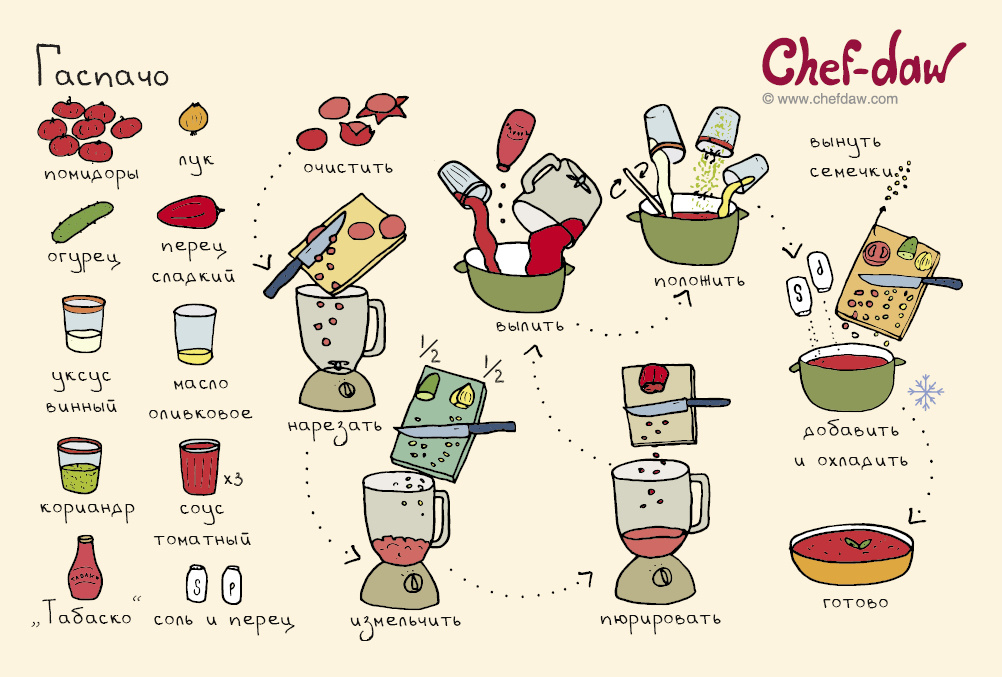 Гаспачо
Chef-daw
© www.chefdaw.com
помидоры
лук
огурец
перец
сладкий
уксус
винный
масло
оливковое
кориандр
соус
x3
томатный
„Табаско“
S P
соль и перец
очистить
нарезать
1/2
1/2
измельчить
пюрировать
вылить
положить
вынуть
семечки
S P
добавить
и охладить
готово